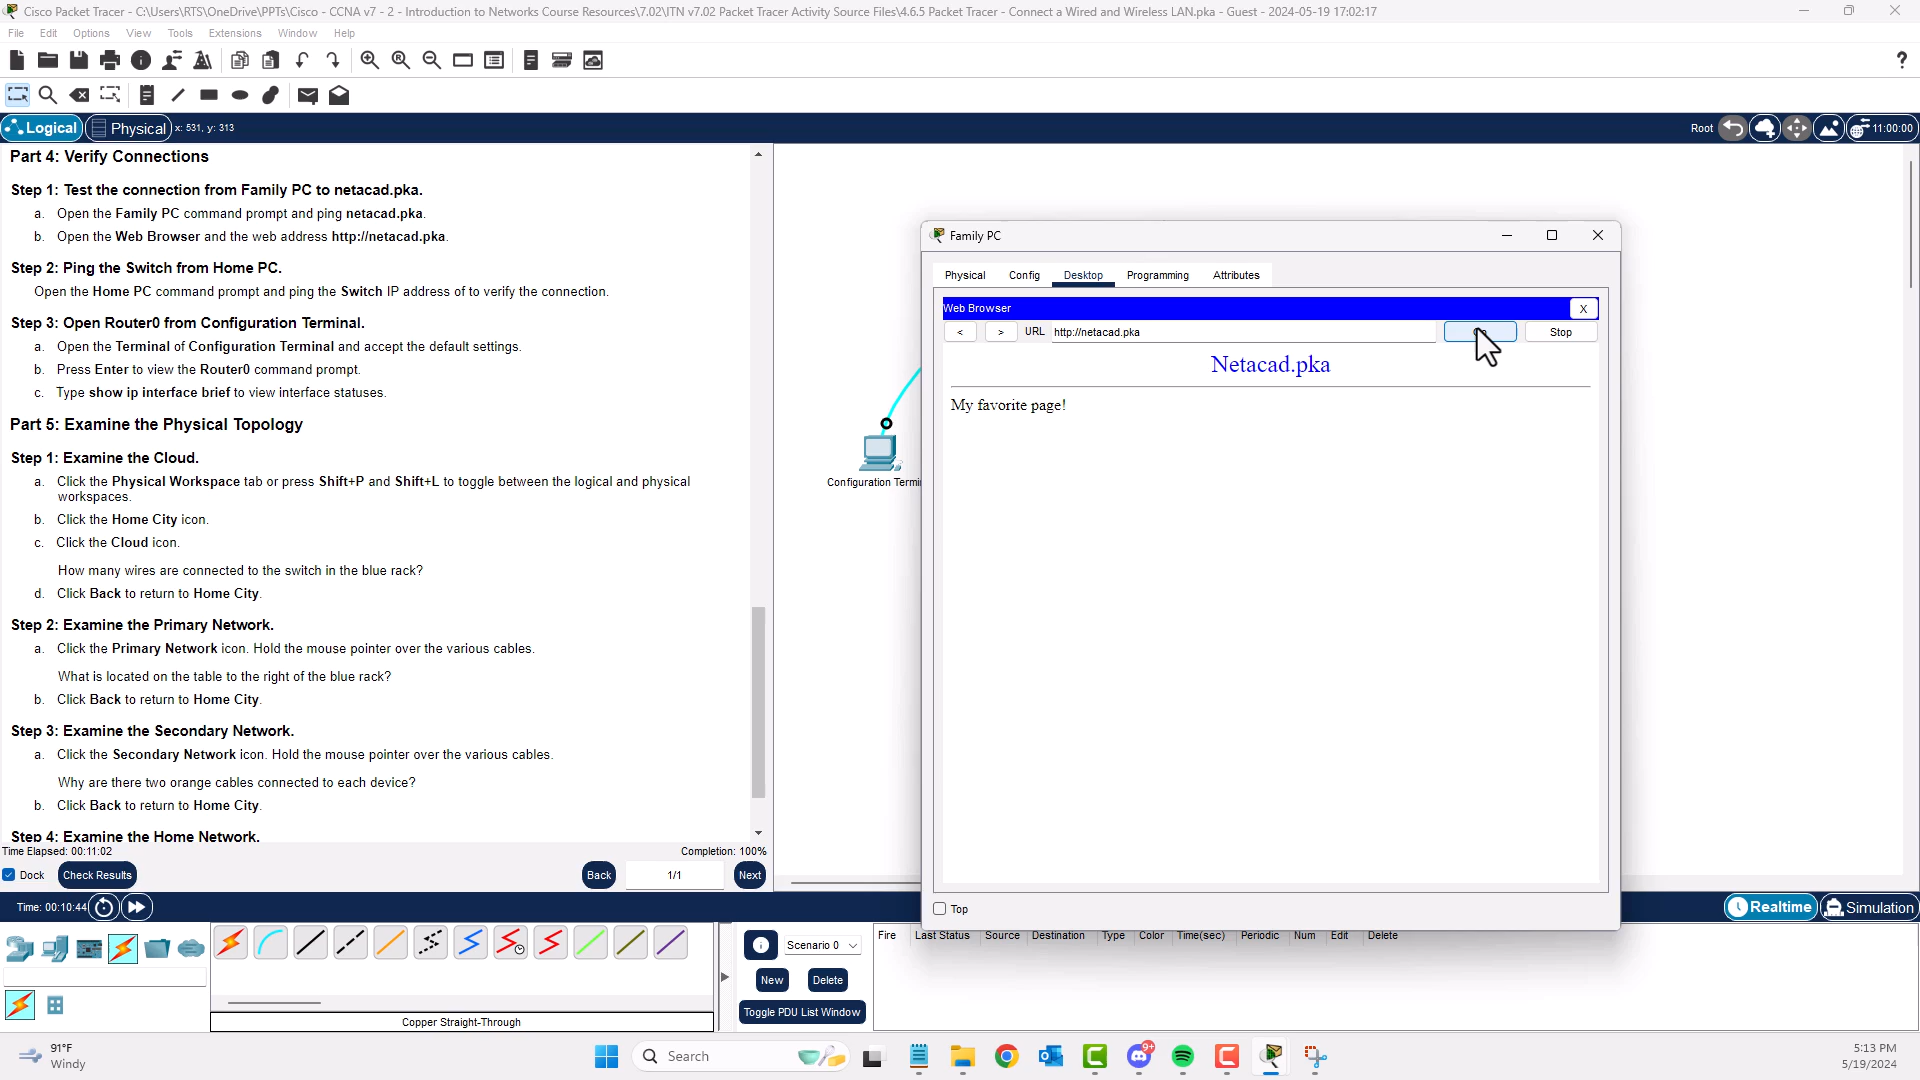 Cisco Packet Tracer - C:\Users\RTS\OneDrive\PPTs\Cisco - CCNA v7 - 2 - Introduction to Networks Course Resources\7.02\ITN v7.02 Packet Tracer Activity Source Files\4.6.5 Packet Tracer - Connect a Wired and Wireless LAN.pka - Guest - 2024-05-19 17:02:17
File Edit Options View Tools Extensions Window Help
Logical Physical x: 531, y: 313 Root 11:00:00
Part 4: Verify Connections
Step 1: Test the connection from Family PC to netacad.pka.
a. Open the Family PC command prompt and ping netacad.pka.
b. Open the Web Browser and the web address http://netacad.pka.
Step 2: Ping the Switch from Home PC.
Open the Home PC command prompt and ping the Switch IP address of to verify the connection.
Step 3: Open Router0 from Configuration Terminal.
a. Open the Terminal of Configuration Terminal and accept the default settings.
b. Press Enter to view the Router0 command prompt.
c. Type show ip interface brief to view interface statuses.
Part 5: Examine the Physical Topology
Step 1: Examine the Cloud.
a. Click the Physical Workspace tab or press Shift+P and Shift+L to toggle between the logical and physical
workspaces.
b. Click the Home City icon.
c. Click the Cloud icon.
How many wires are connected to the switch in the blue rack?
d. Click Back to return to Home City.
Step 2: Examine the Primary Network.
a. Click the Primary Network icon. Hold the mouse pointer over the various cables.
What is located on the table to the right of the blue rack?
b. Click Back to return to Home City.
Step 3: Examine the Secondary Network.
a. Click the Secondary Network icon. Hold the mouse pointer over the various cables.
Why are there two orange cables connected to each device?
b. Click Back to return to Home City.
Step 4: Examine the Home Network.
Time Elapsed: 00:11:02 Completion: 100%
Dock Check Results Back 1/1 Next
Configuration Termi
Family PC
Physical Config Desktop Programming Attributes
Web Browser X
< > URL http://netacad.pka Stop
Netacad.pka
My favorite page!
Top
Time: 00:10:44 Realtime Simulation
Scenario 0
New Delete
Toggle PDU List Window
Fire Last Status Source Destination Type Color Time(sec) Periodic Num Edit Delete
Copper Straight-Through
91°F
Windy
Search
9+
5:13 PM
5/19/2024